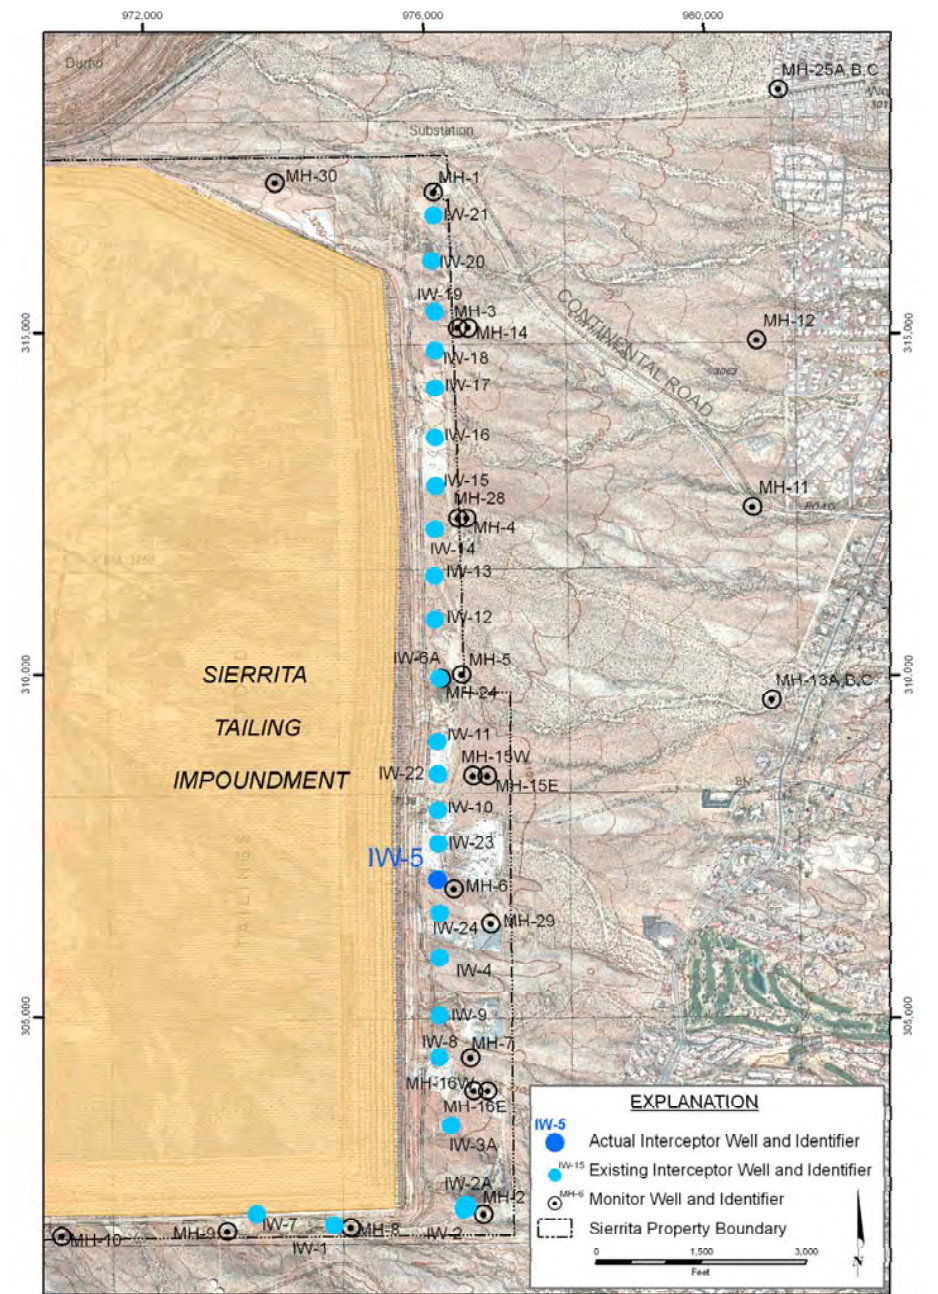 972,000 976,000 980,000
Dump
MH-25A,B,C
Substation
MH-30
MH-1
IW-21
IW-20
IW-19
MH-3
MH-14
MH-12
315,000
315,000
CONTINENTAL ROAD
IW-18
3063
IW-17
IW-16
IW-15
MH-28
MH-11
MH-4
ROAD
IW-14
IW-13
IW-12
IW-6A
MH-5
SIERRITA
310,000
310,000
MH-24
MH-13A,B,C
TAILING
IW-11
MH-15W
IW-22
IMPOUNDMENT
MH-15E
BM
IW-10
IW-23
IW-5
MH-6
IW-24
MH-29
IW-4
305,000
305,000
IW-9
IW-8
MH-7
MH-16W
MH-16E
IW-3A
IW-2A
MH-2
IW-7
MH-10
MH-9
IW-1
MH-8
IW-2
EXPLANATION
IW-5
Actual Interceptor Well and Identifier
IW-15 Existing Interceptor Well and Identifier
MH-6 Monitor Well and Identifier
Sierrita Property Boundary
0 1,500 3,000
Feet
N